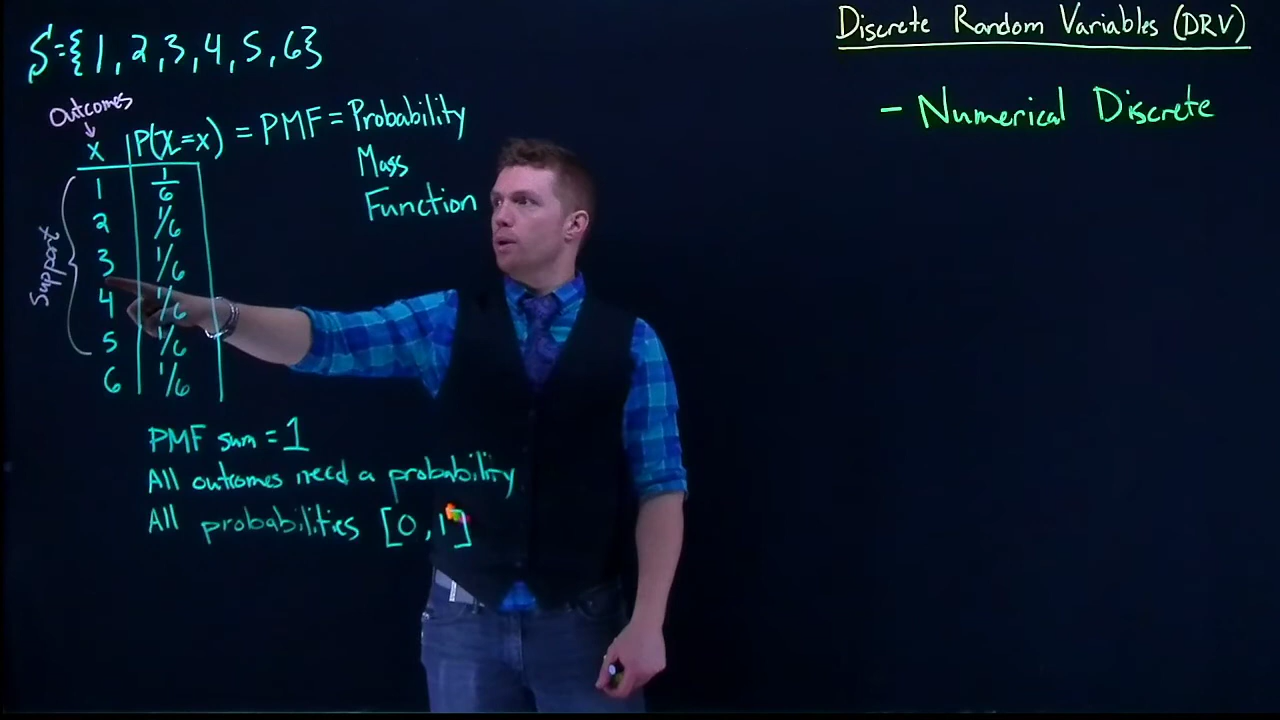 S={1, 2, 3, 4, 5, 6}
Outcomes
x P(X=x) = PMF = Probability
Mass
Function
1 1/6
2 1/6
3 1/6
4 1/6
5 1/6
6 1/6
Support
PMF sum = 1
All outcomes need a probability
All probabilities [0, 1]
Discrete Random Variables (DRV)
- Numerical Discrete